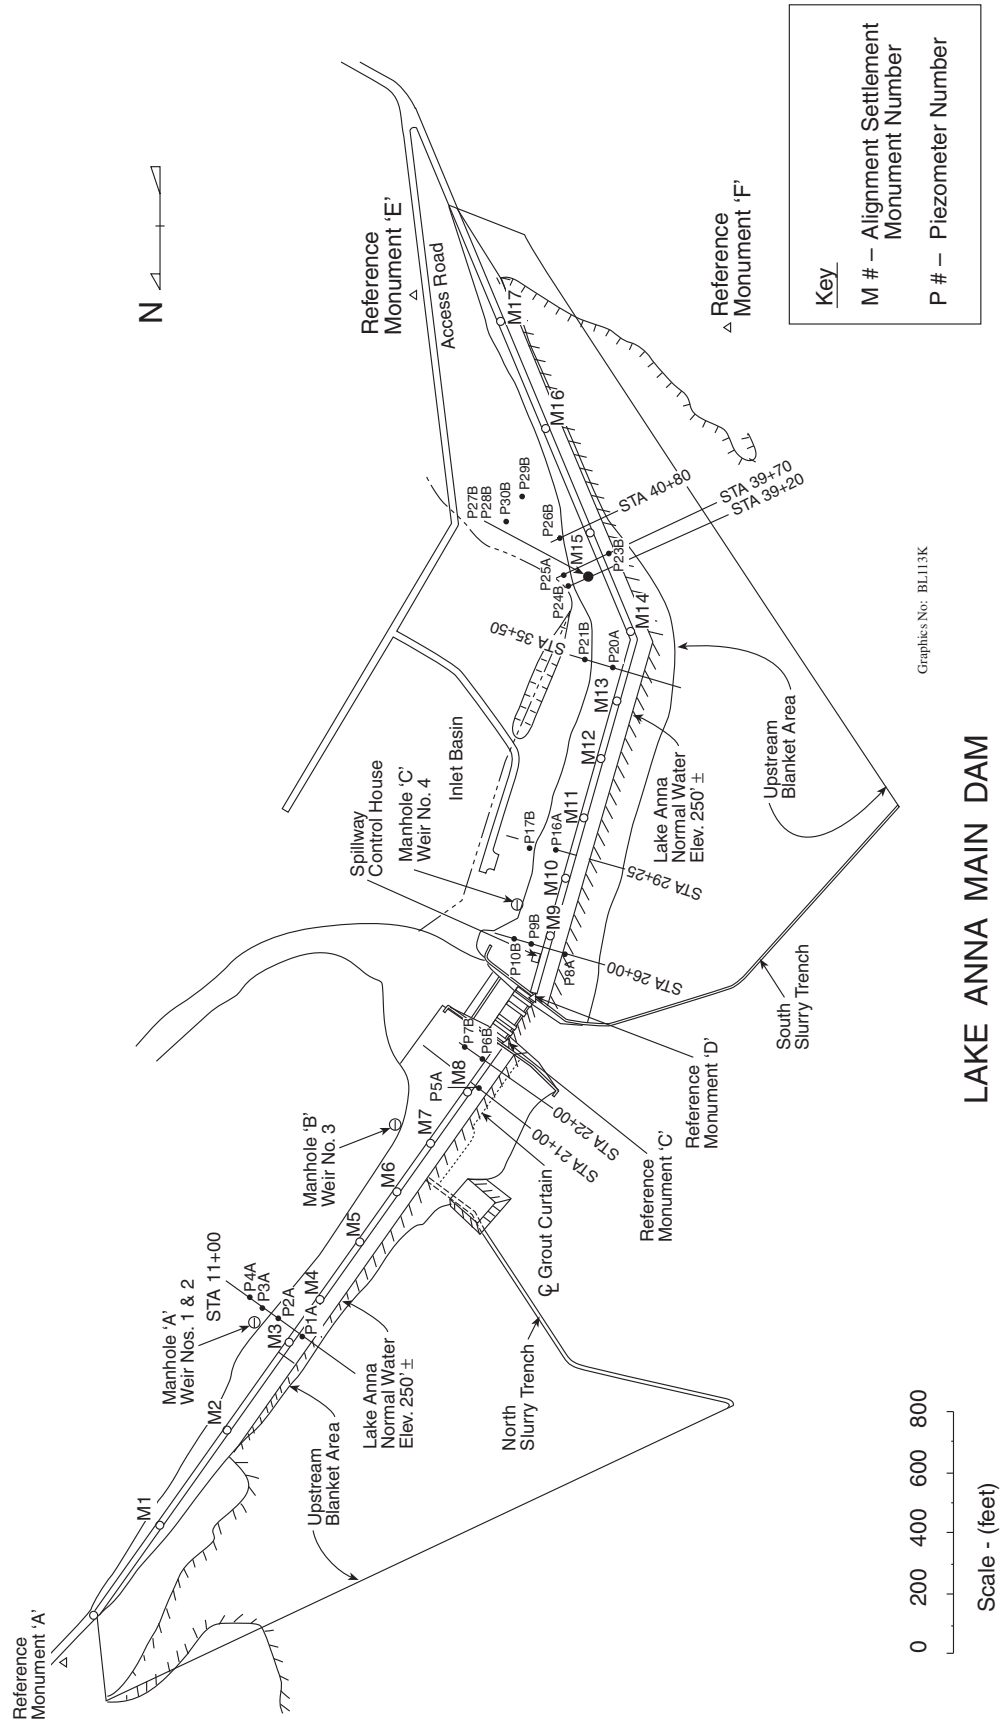 Reference
Monument 'A'
M1
M2
Manhole 'A'
Weir Nos. 1 & 2
STA 11+00
P4A
P3A
P2A
M3
P1A
M4
M5
M6
M7
Manhole 'B'
Weir No. 3
P5A
M8
P7B
P6B
STA 21+00
STA 22+00
Upstream
Blanket Area
Lake Anna
Normal Water
Elev. 250' ±
North
Slurry Trench
℄ Grout Curtain
Reference
Monument 'C'
Reference
Monument 'D'
Spillway
Control House
Manhole 'C'
Weir No. 4
Inlet Basin
P10B
P9B
P8A
M9
STA 26+00
M10
P17B
P16A
M11
STA 29+25
M12
M13
Lake Anna
Normal Water
Elev. 250' ±
South
Slurry Trench
Upstream
Blanket Area
STA 35+50
P21B
P20A
M14
P24B
P25A
M15
P23B
P26B
P27B
P28B
P30B
P29B
STA 40+80
STA 39+70
STA 39+20
M16
M17
Access Road
Reference
Monument 'E'
Reference
Monument 'F'
N
Key
M # – Alignment Settlement
Monument Number
P # – Piezometer Number
Graphics No: BL113K
0 200 400 600 800
Scale - (feet)
LAKE ANNA MAIN DAM